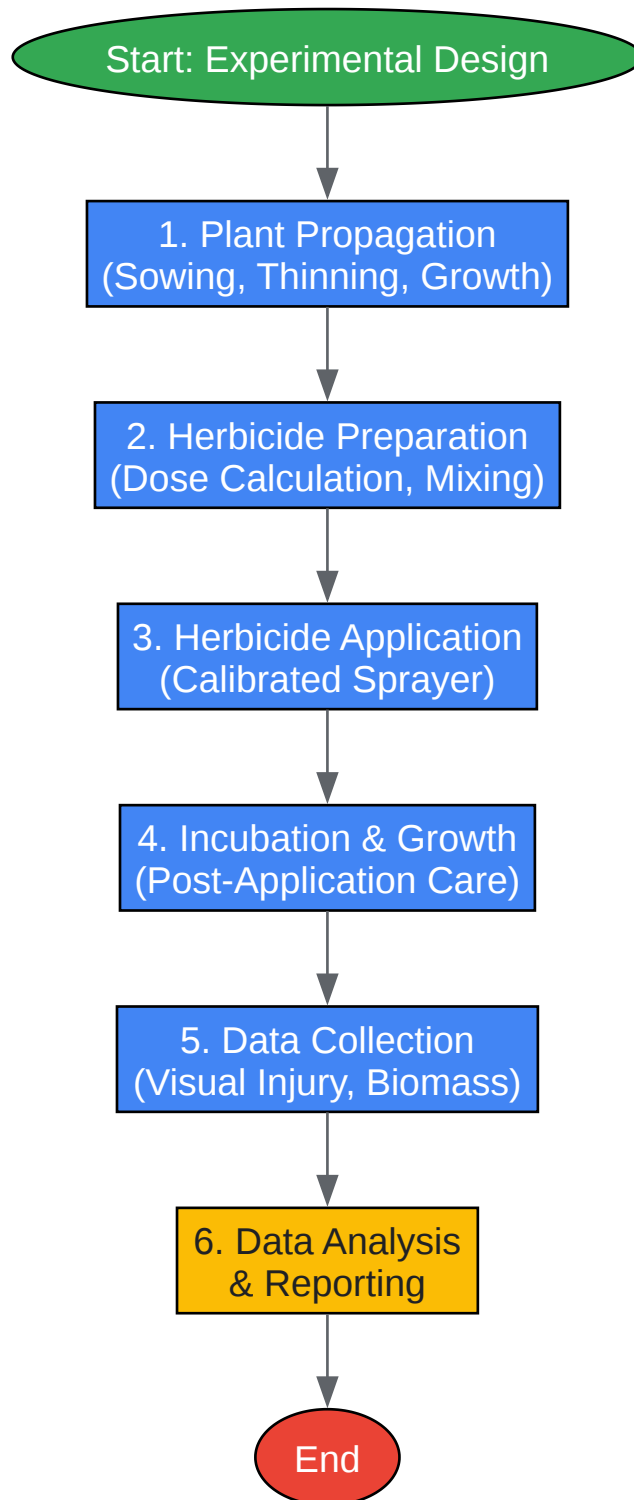 Start: Experimental Design
1. Plant Propagation
(Sowing, Thinning, Growth)
2. Herbicide Preparation
(Dose Calculation, Mixing)
3. Herbicide Application
(Calibrated Sprayer)
4. Incubation & Growth
(Post-Application Care)
5. Data Collection
(Visual Injury, Biomass)
6. Data Analysis
& Reporting
End